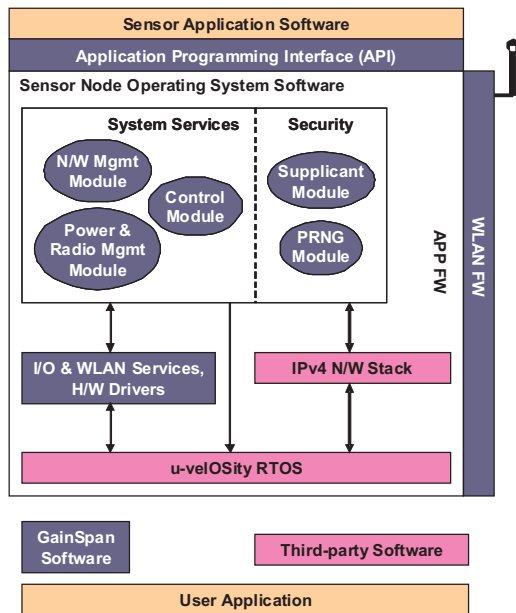 Sensor Application Software
Application Programming Interface (API)
Sensor Node Operating System Software
System Services
Security
N/W Mgmt
Module
Control
Module
Power &
Radio Mgmt
Module
Supplicant
Module
PRNG
Module
APP FW
WLAN FW
I/O & WLAN Services,
H/W Drivers
IPv4 N/W Stack
u-velOSity RTOS
GainSpan
Software
Third-party Software
User Application